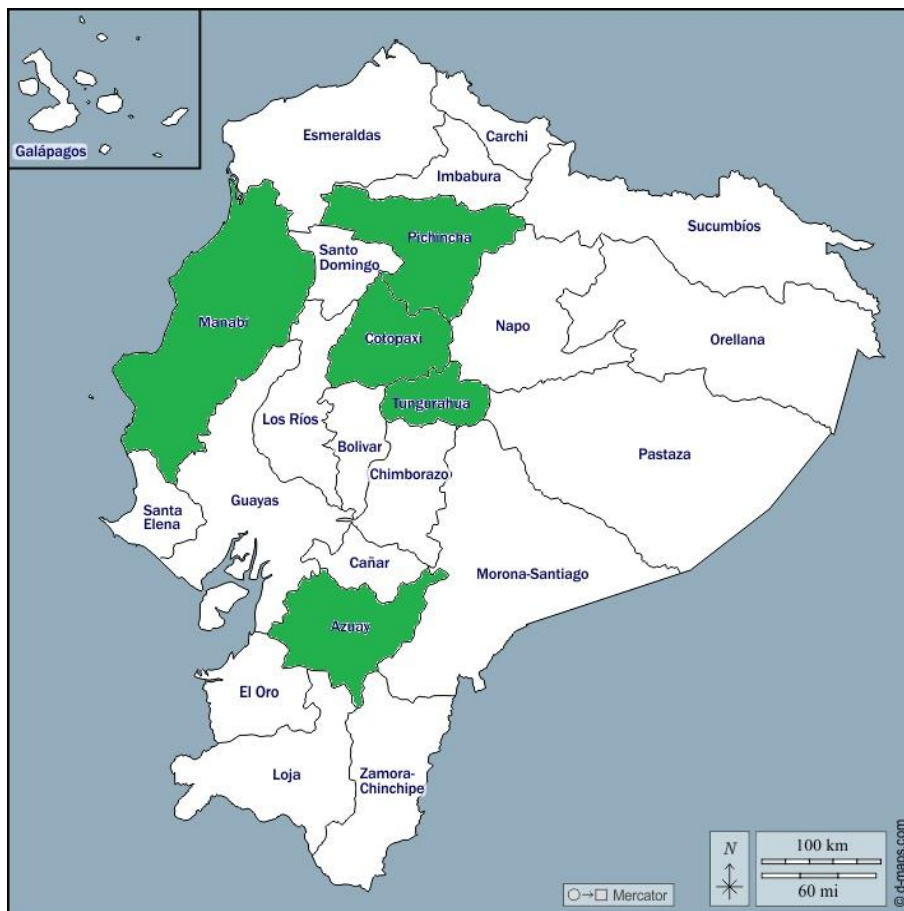 Galápagos
Esmeraldas
Carchi
Imbabura
Sucumbíos
Pichincha
Santo
Domingo
Manabí
Cotopaxi
Napo
Orellana
Tungurahua
Los Ríos
Bolivar
Pastaza
Chimborazo
Guayas
Santa
Elena
Cañar
Morona-Santiago
Azuay
El Oro
Loja
Zamora-
Chinchipe
N
100 km
60 mi
Mercator
© d-maps.com